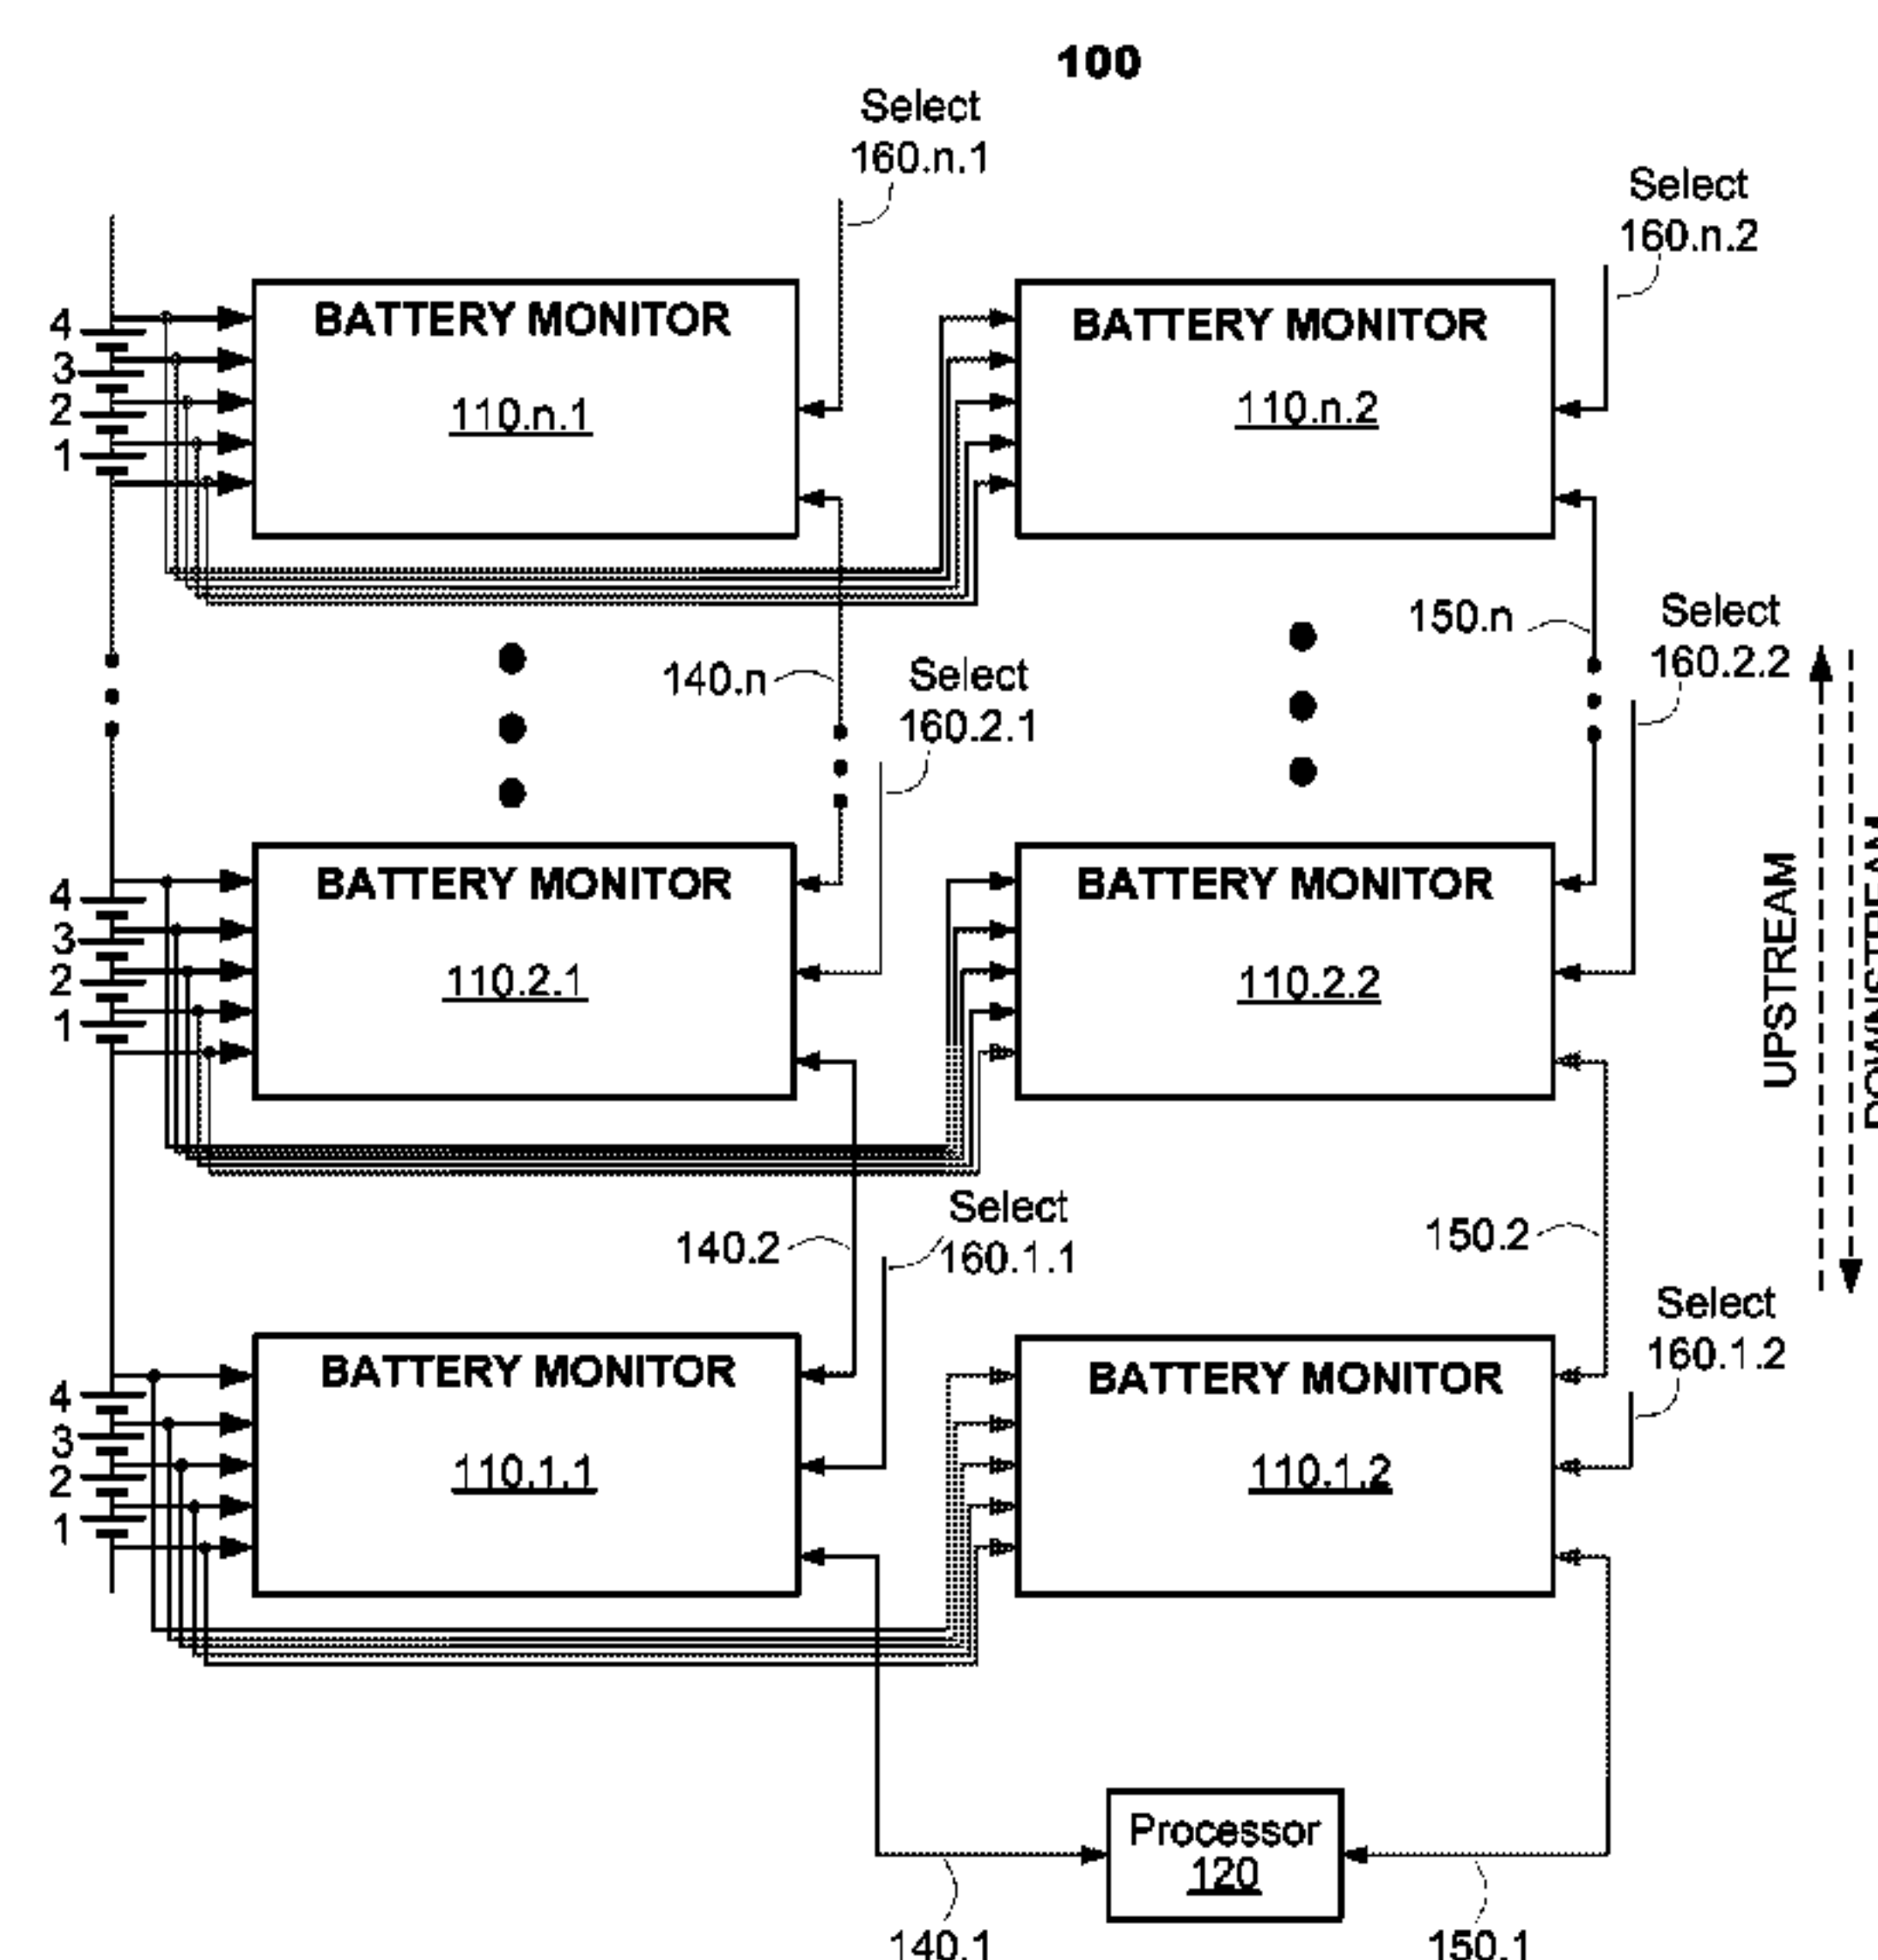 100
Select
160.n.1
Select
160.n.2
BATTERY MONITOR
110.n.1
BATTERY MONITOR
110.n.2
4
3
2
1
140.n
150.n
Select
160.2.1
Select
160.2.2
BATTERY MONITOR
110.2.1
BATTERY MONITOR
110.2.2
4
3
2
1
UPSTREAM
DOWNSTREAM
140.2
Select
160.1.1
150.2
Select
160.1.2
BATTERY MONITOR
110.1.1
BATTERY MONITOR
110.1.2
4
3
2
1
Processor
120
140.1
150.1